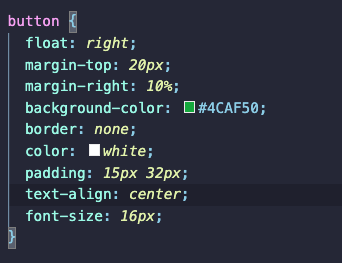 button {
float: right;
margin-top: 20px;
margin-right: 10%;
background-color: #4CAF50;
border: none;
color: white;
padding: 15px 32px;
text-align: center;
font-size: 16px;
}